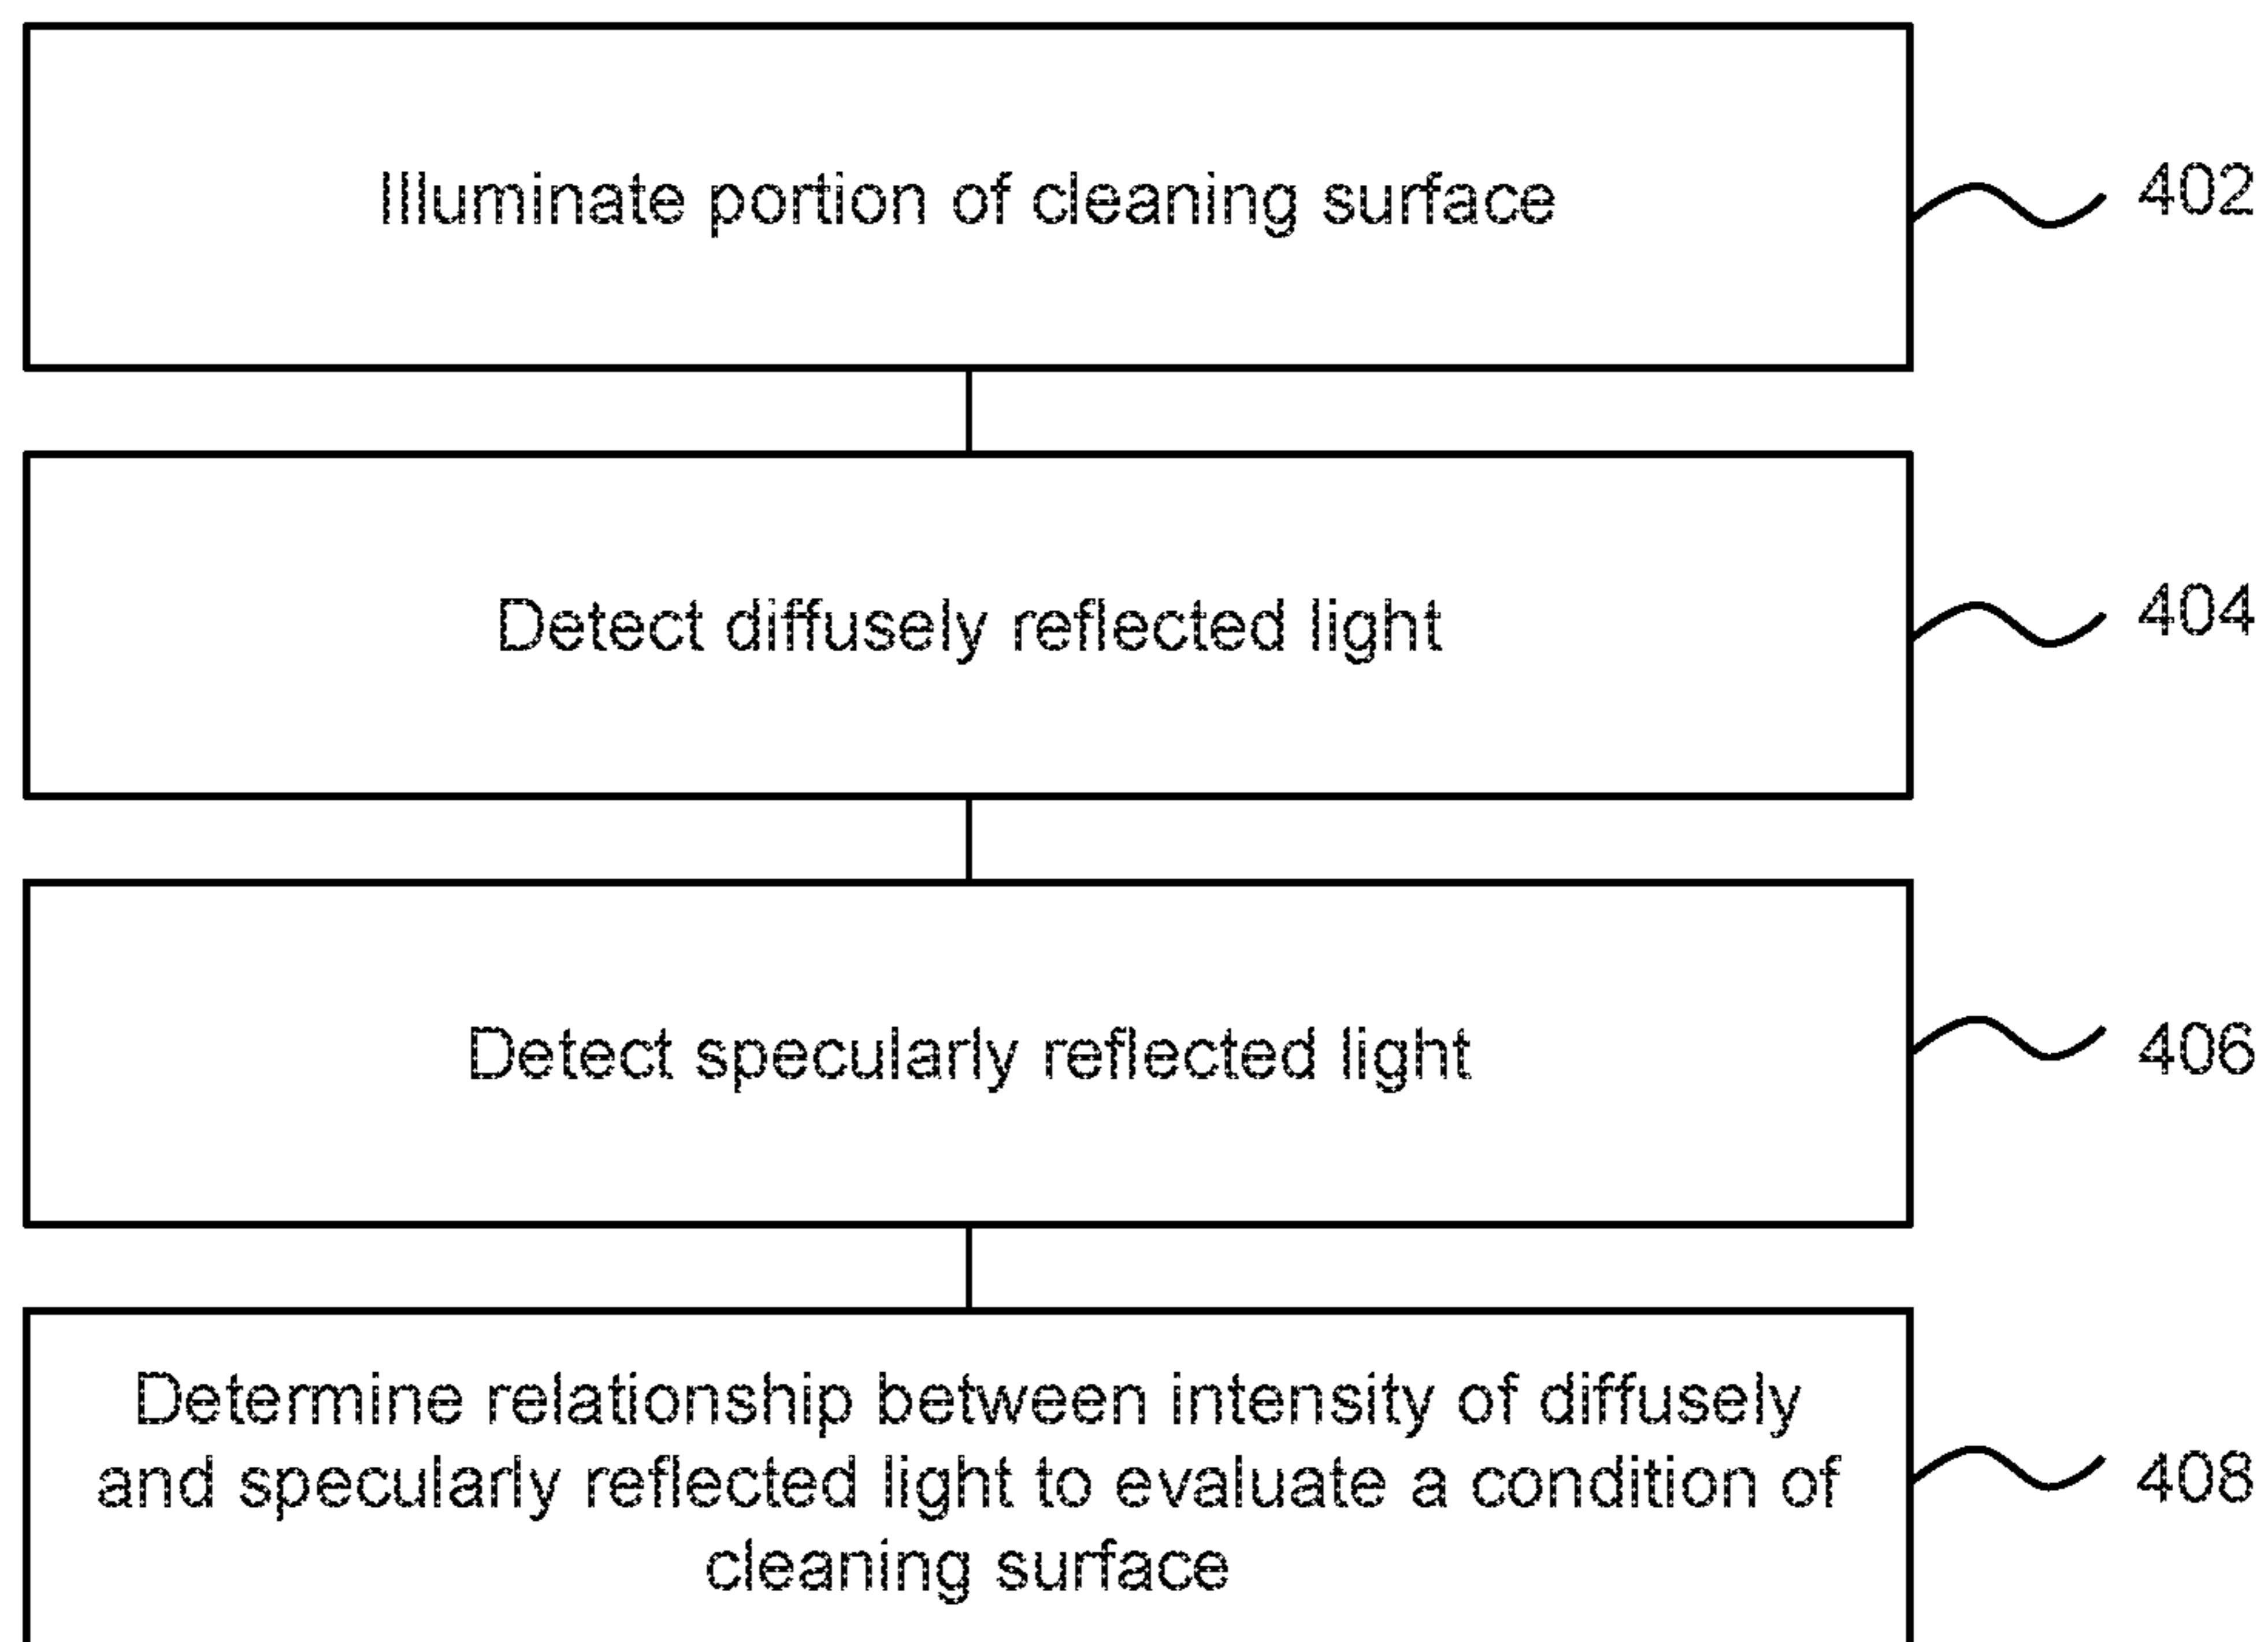 Illuminate portion of cleaning surface
402
Detect diffusely reflected light
404
Detect specularly reflected light
406
Determine relationship between intensity of diffusely
and specularly reflected light to evaluate a condition of
cleaning surface
408